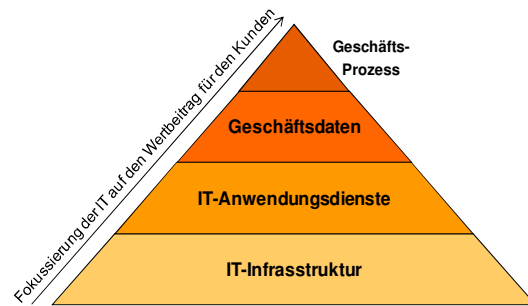 Geschäfts-
Prozess
Fokussierung der IT auf den Wertbeitrag für den Kunden
Geschäftsdaten
IT-Anwendungsdienste
IT-Infrasstruktur